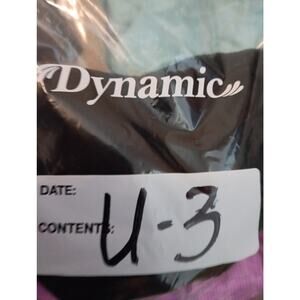 Dynamic
DATE:
CONTENTS:
U-3